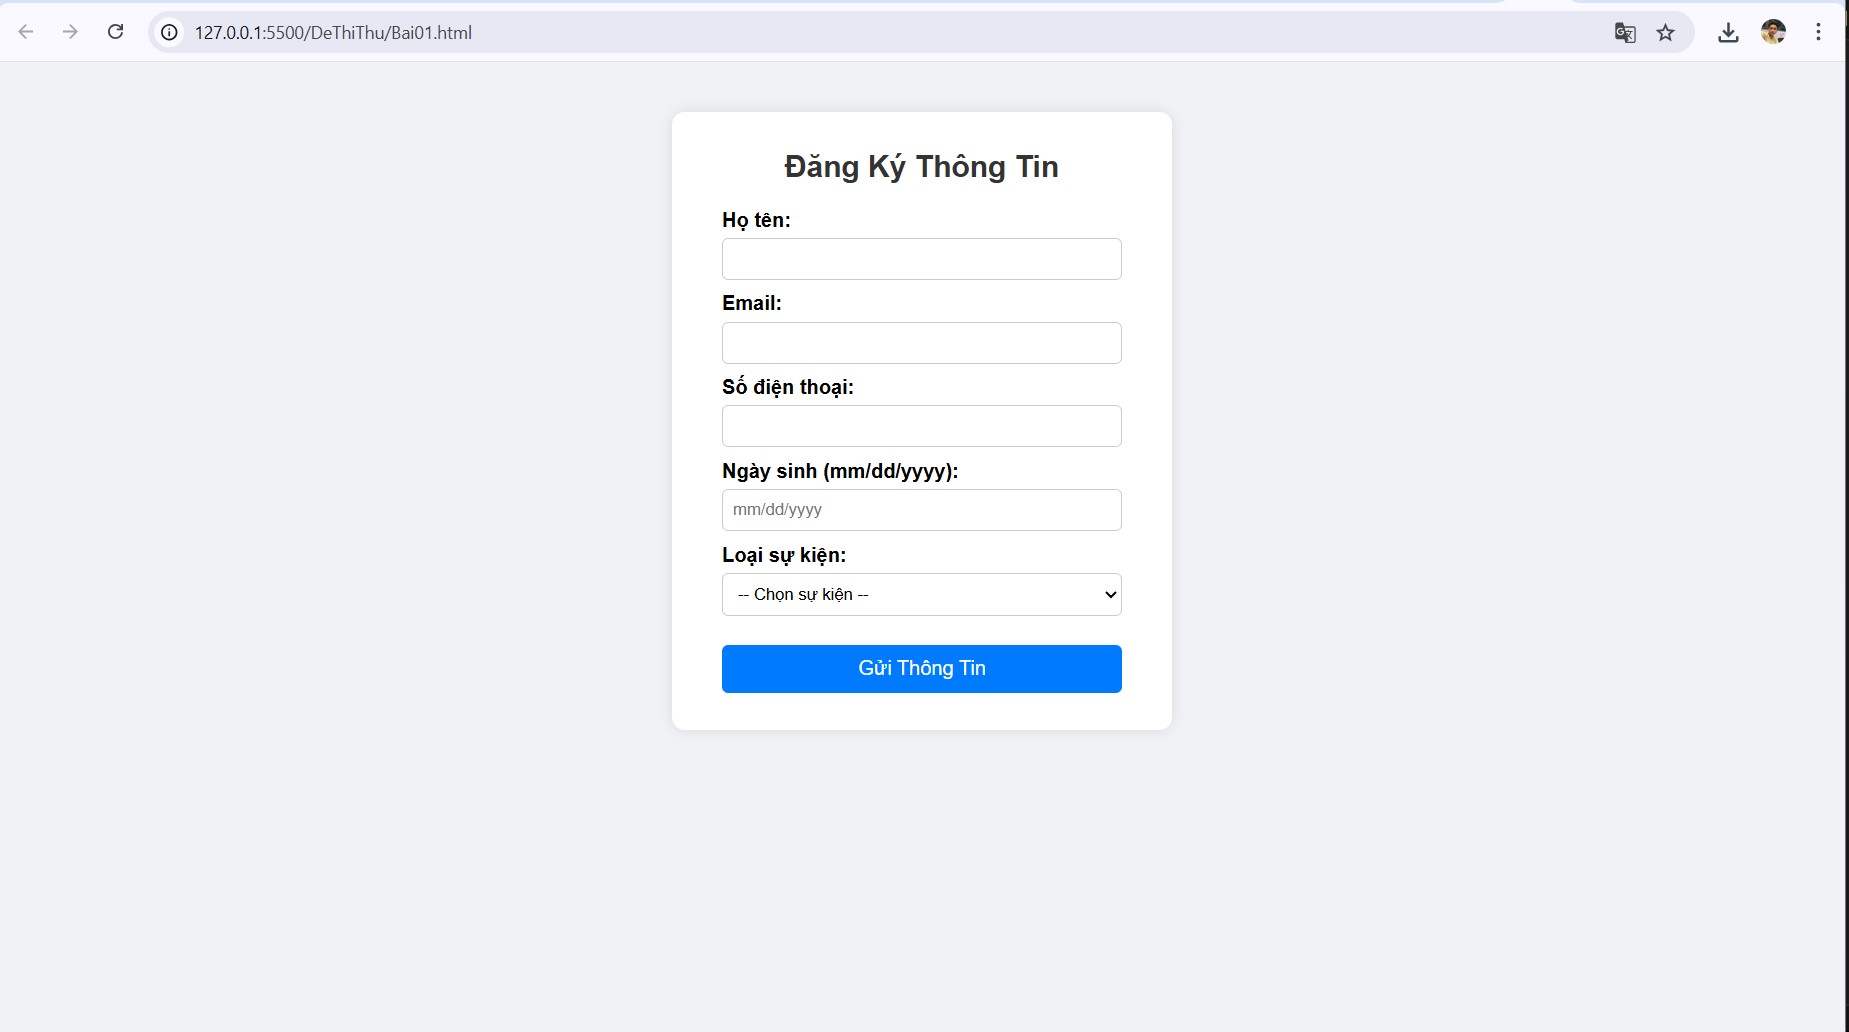 127.0.0.1:5500/DeThiThu/Bai01.html
Đăng Ký Thông Tin
Họ tên:
Email:
Số điện thoại:
Ngày sinh (mm/dd/yyyy):
mm/dd/yyyy
Loại sự kiện:
-- Chọn sự kiện --
Gửi Thông Tin